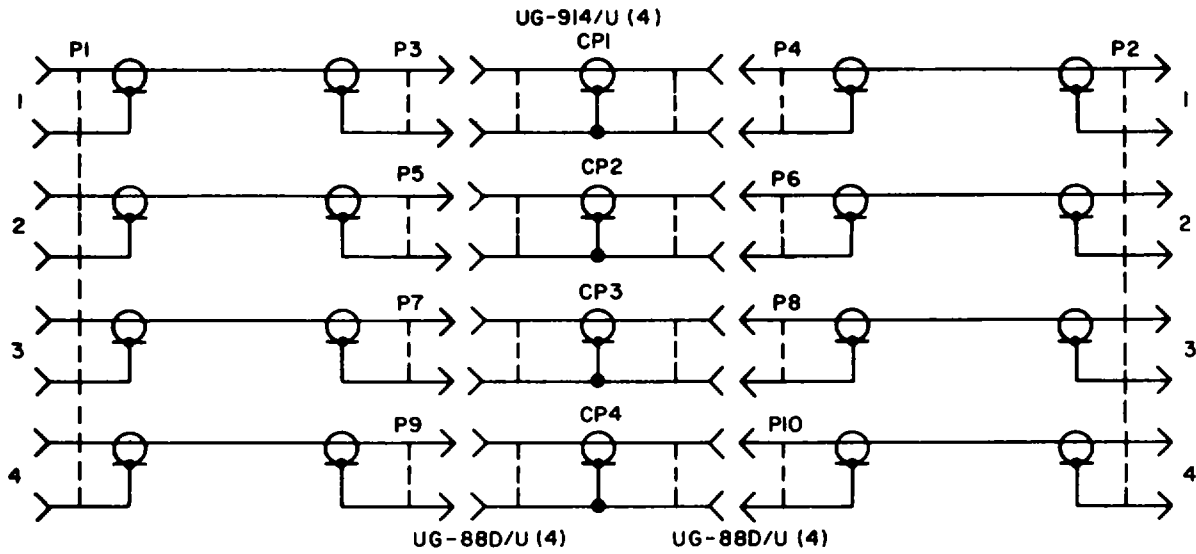 UG-914/U (4)
P1 P3 CP1 P4 P2
1 1
P5 CP2 P6
2 2
P7 CP3 P8
3 3
P9 CP4 P10
4 4
UG-88D/U (4) UG-88D/U (4)